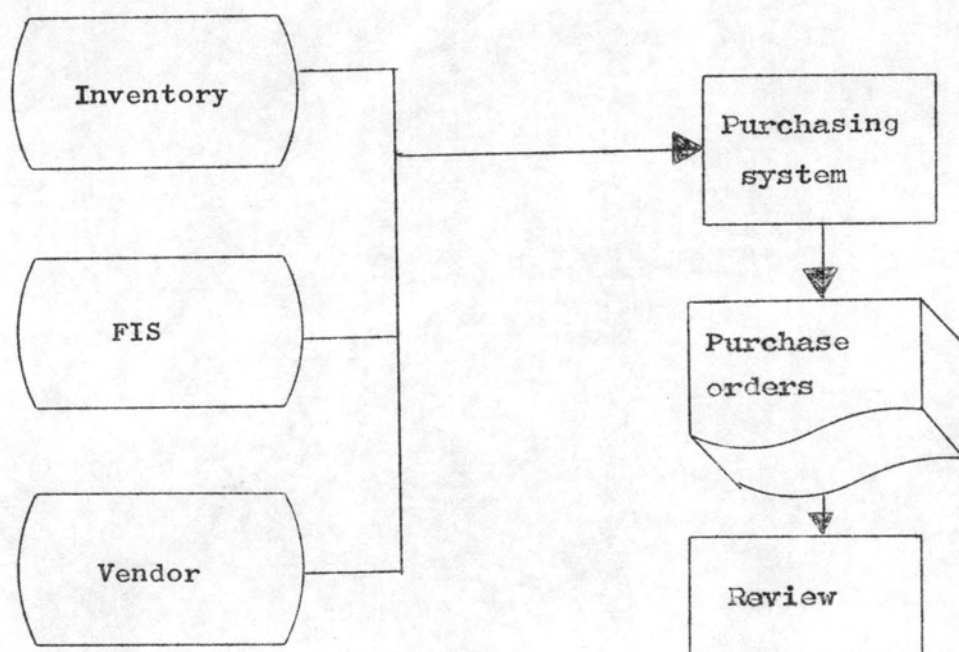 Inventory
Purchasing
system
FIS
Purchase
orders
Vendor
Review